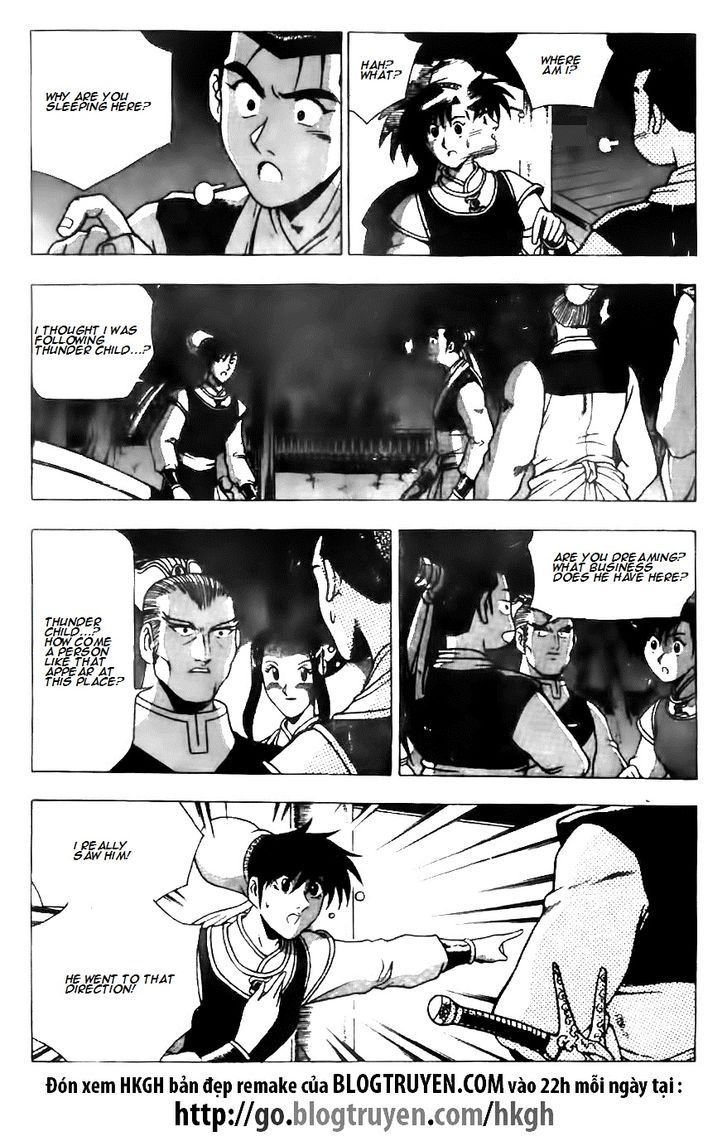 WHY ARE YOU
SLEEPING HERE?
HAH?
WHAT?
WHERE
AM I?
I THOUGHT I WAS
FOLLOWING
THUNDER CHILD...?
THUNDER
CHILD...?
HOW COME
A PERSON
LIKE THAT
APPEAR AT
THIS PLACE?
ARE YOU DREAMING?
WHAT BUSINESS
DOES HE HAVE HERE?
I REALLY
SAW HIM!
HE WENT TO THAT
DIRECTION!
Đón xem HKGH bản đẹp remake của BLOGTRUYEN.COM vào 22h mỗi ngày tại :
http://go.blogtruyen.com/hkgh